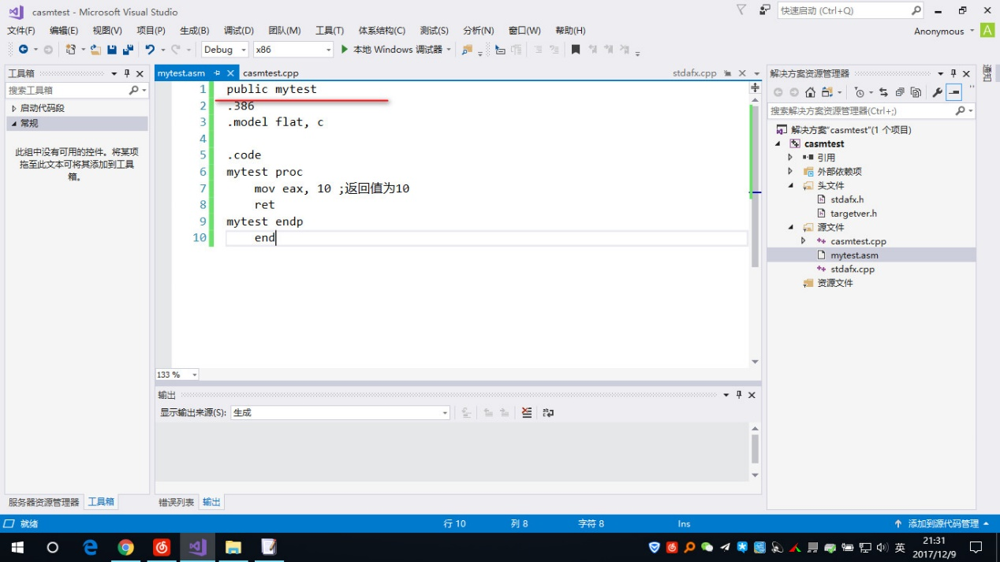 casmtest - Microsoft Visual Studio
快速启动 (Ctrl+Q)
文件(F) 编辑(E) 视图(V) 项目(P) 生成(B) 调试(D) 团队(M) 工具(T) 体系结构(C) 测试(S) 分析(N) 窗口(W) 帮助(H)
Anonymous A
Debug x86 本地 Windows 调试器
工具箱
搜索工具箱
启动代码段
常规
此组中没有可用的控件。将某项
拖至此文本可将其添加到工具
箱。
服务器资源管理器 工具箱
mytest.asm casmtest.cpp stdafx.cpp
1 public mytest
2 .386
3 .model flat, c
4
5 .code
6 mytest proc
7 mov eax, 10 ;返回值为10
8 ret
9 mytest endp
10 end
133 %
输出
显示输出来源(S): 生成
错误列表 输出
解决方案资源管理器
搜索解决方案资源管理器(Ctrl+;)
解决方案"casmtest"(1 个项目)
casmtest
引用
外部依赖项
头文件
stdafx.h
targetver.h
源文件
casmtest.cpp
mytest.asm
stdafx.cpp
资源文件
通知
就绪 行 10 列 8 字符 8 Ins 添加到源代码管理
英
21:31
2017/12/9